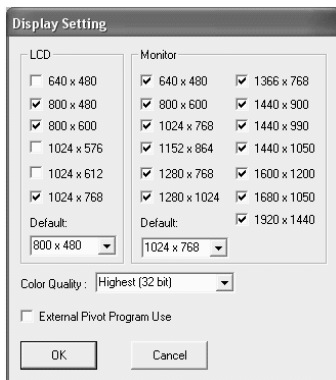 Display Setting
LCD
640 x 480
800 x 480
800 x 600
1024 x 576
1024 x 612
1024 x 768
Default:
800 x 480
Monitor
640 x 480
800 x 600
1024 x 768
1152 x 864
1280 x 768
1280 x 1024
Default:
1024 x 768
1366 x 768
1440 x 900
1440 x 990
1440 x 1050
1600 x 1200
1680 x 1050
1920 x 1440
Color Quality : Highest (32 bit)
External Pivot Program Use
OK
Cancel